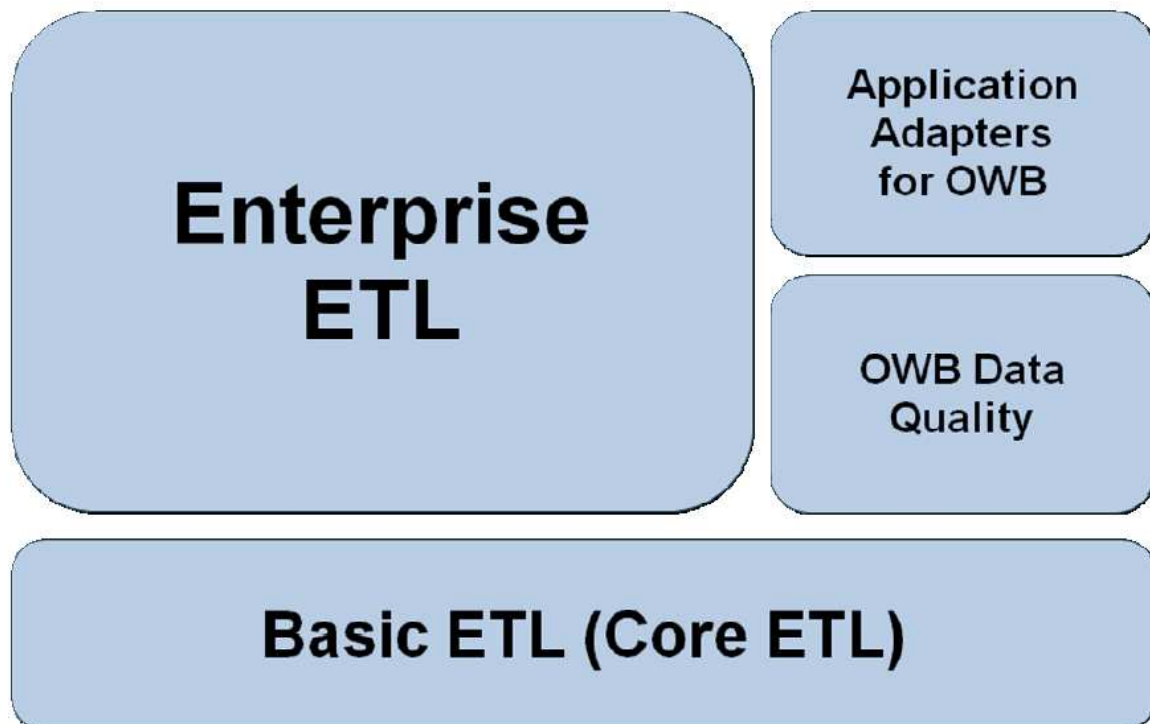 Enterprise
ETL
Application
Adapters
for OWB
OWB Data
Quality
Basic ETL (Core ETL)